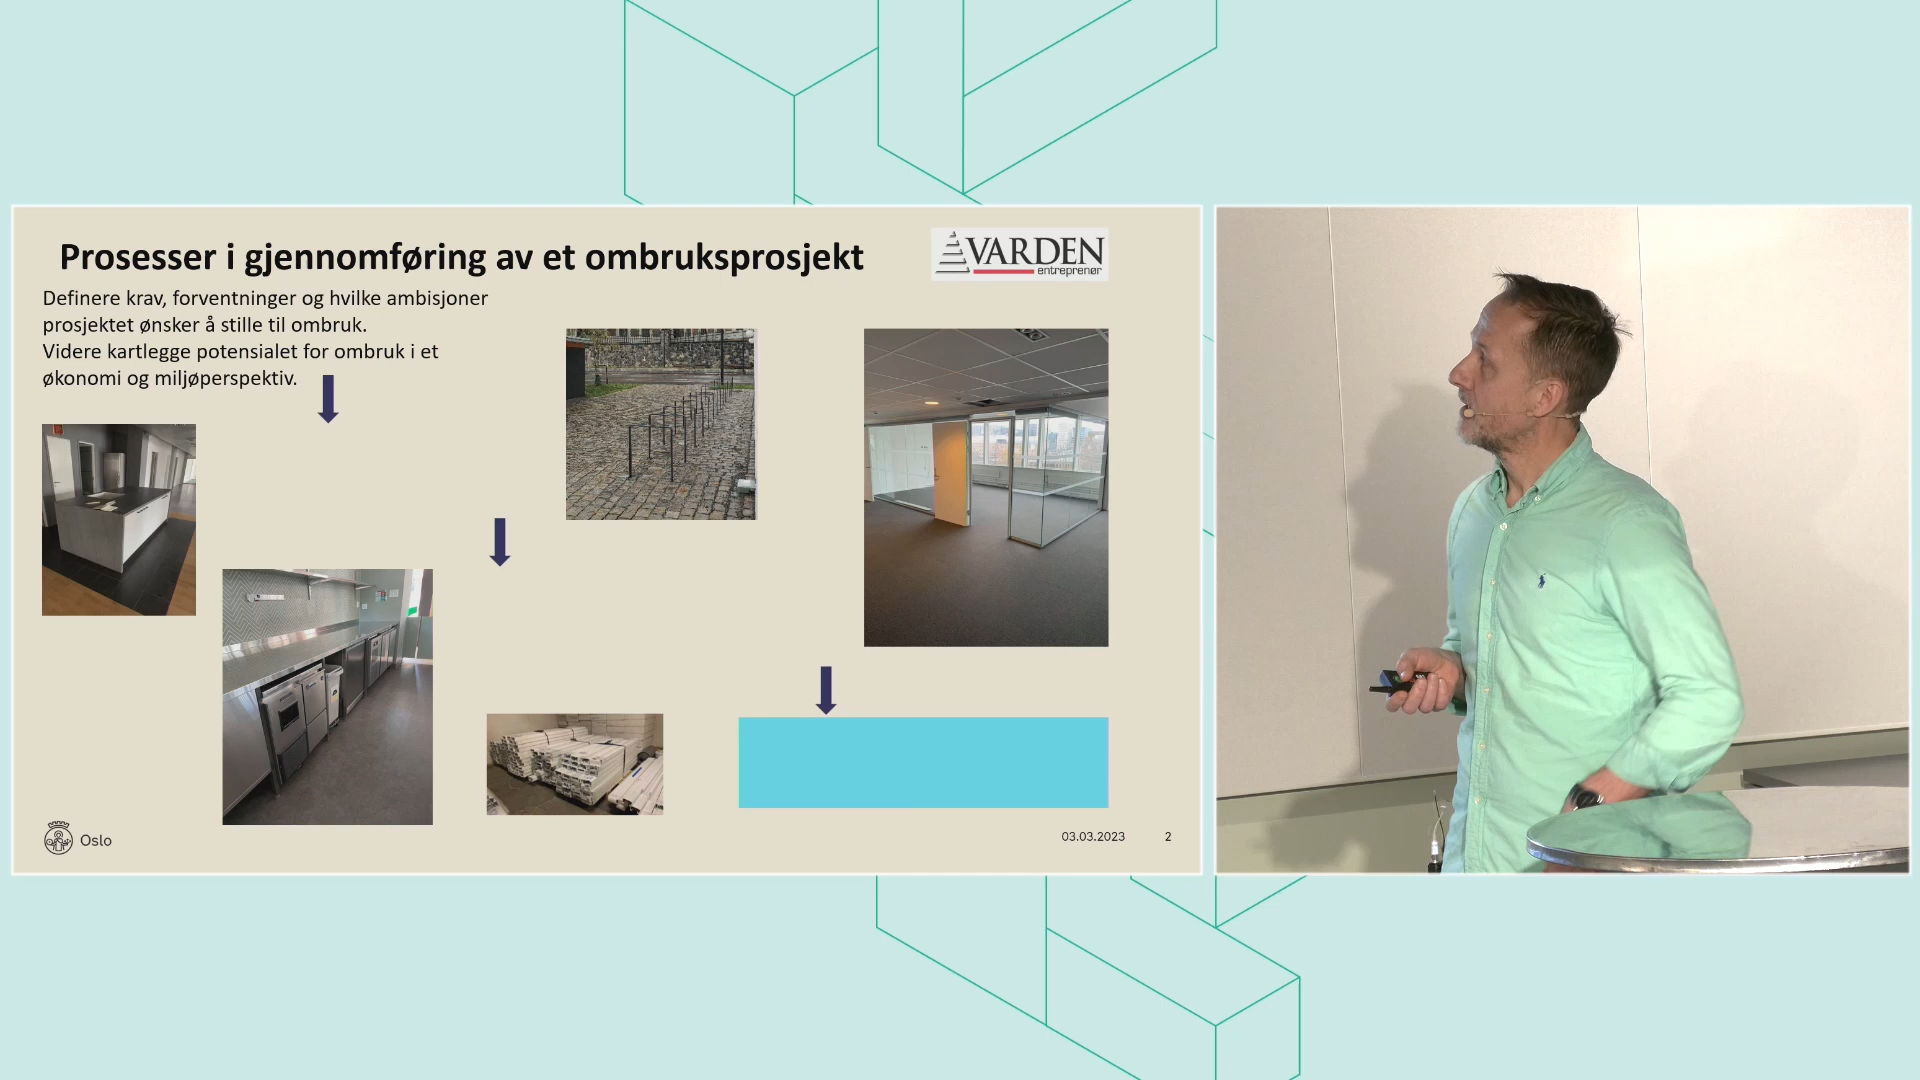 Prosesser i gjennomføring av et ombruksprosjekt
VARDEN
entreprenør
Definere krav, forventninger og hvilke ambisjoner
prosjektet ønsker å stille til ombruk.
Videre kartlegge potensialet for ombruk i et
økonomi og miljøperspektiv.
Oslo
03.03.2023
2